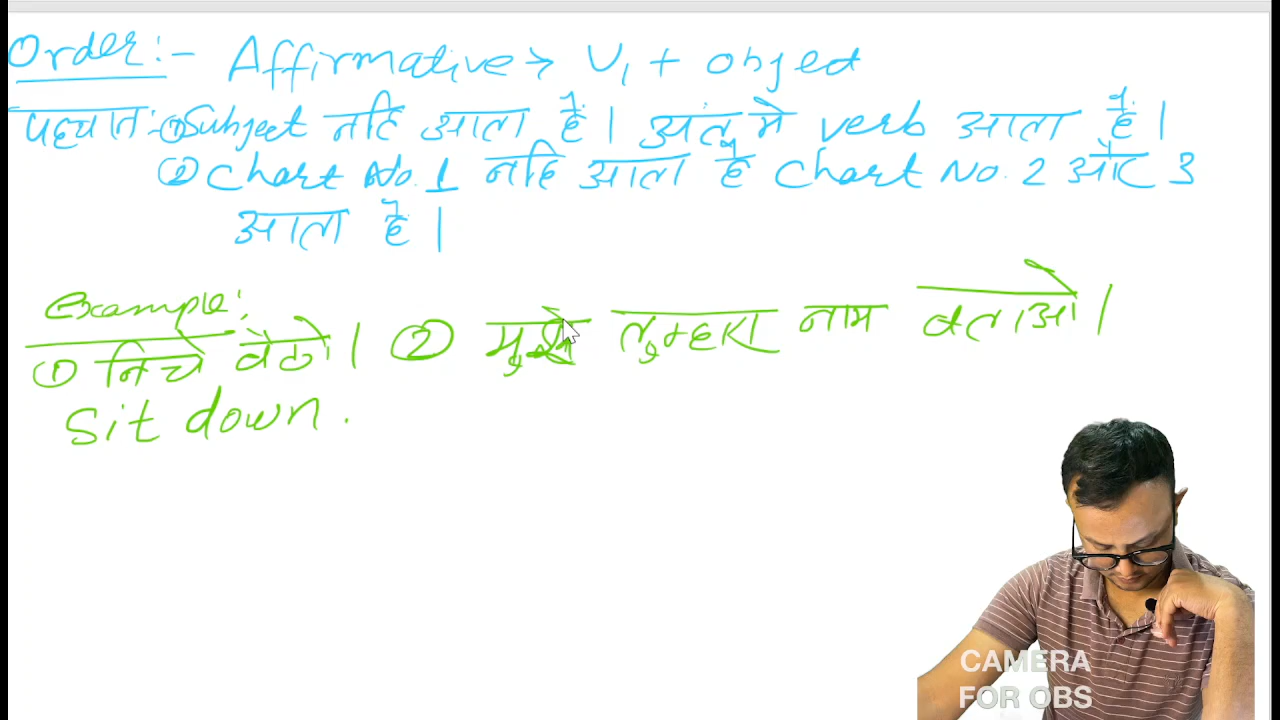 Order:- Affirmative → V1 + object
पहचान:- ① Subject नहि आता है। अंत मे verb आता है।
② Chart No. 1 नहि आता है Chart No. 2 और 3
आता है।
Example:
① निचे बैठो। ② मुझे तुम्हारा नाम बताओ।
Sit down.
CAMERA
FOR OBS